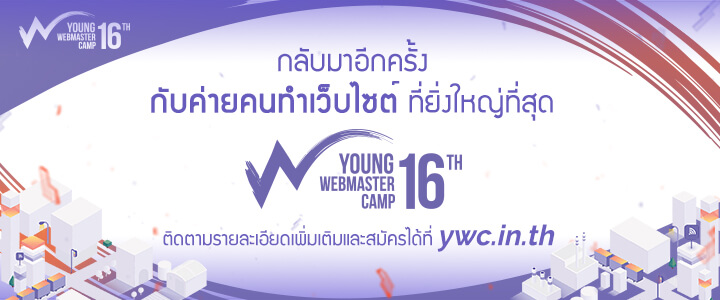 YOUNG
WEBMASTER
CAMP 16TH
กลับมาอีกครั้ง
กับค่ายคนทำเว็บไซต์ ที่ยิ่งใหญ่ที่สุด
YOUNG
WEBMASTER
CAMP 16TH
ติดตามรายละเอียดเพิ่มเติมและสมัครได้ที่ ywc.in.th